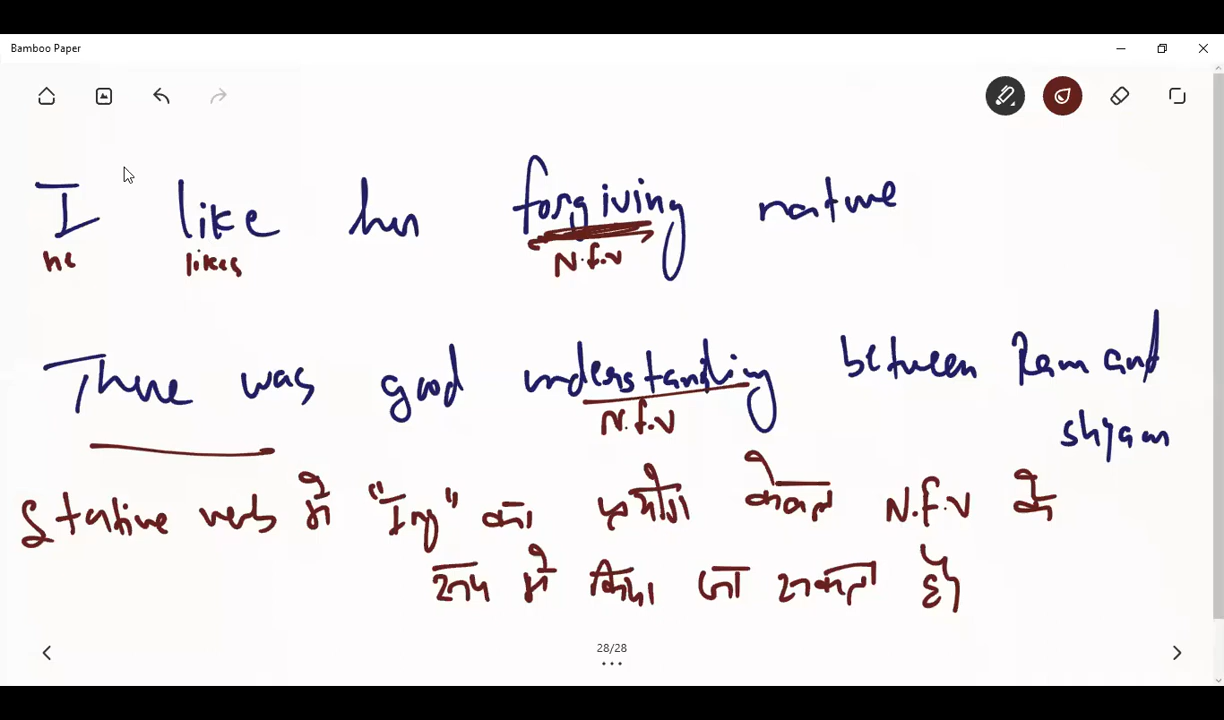 Bamboo Paper
I like her forgiving nature
he likes N.f.v
There was good understanding between Ram and
N.f.v
shyam
Stative verb में "Ing" का प्रयोग केवल N.f.v के
रूप में किया जा सकता है
28/28